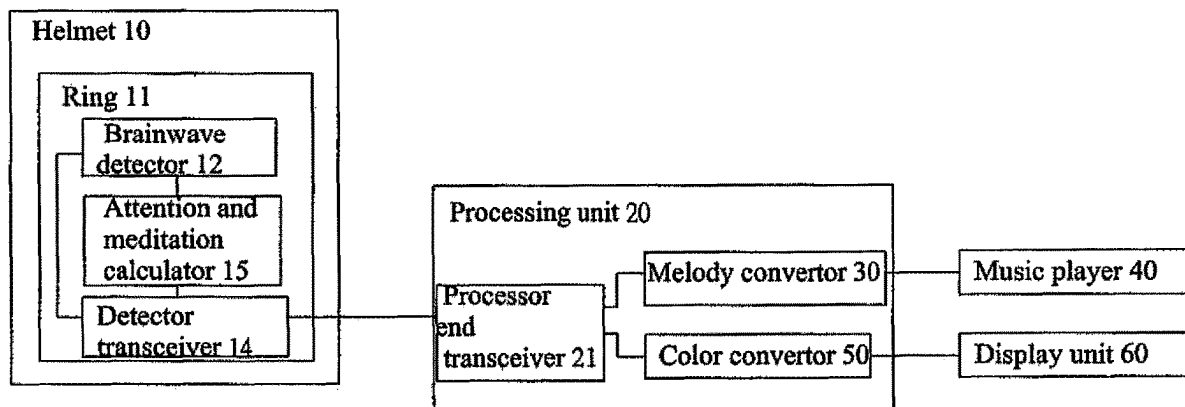 Helmet 10
Ring 11
Brainwave
detector 12
Attention and
meditation
calculator 15
Detector
transceiver 14
Processing unit 20
Processor
end
transceiver 21
Melody convertor 30
Color convertor 50
Music player 40
Display unit 60